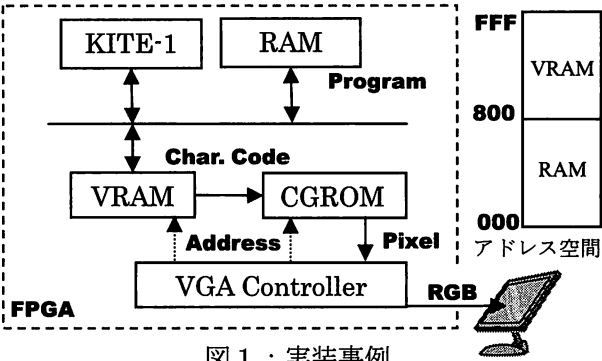 KITE-1
RAM
Program
Char. Code
VRAM
CGROM
Address
Pixel
VGA Controller
RGB
FPGA
FFF
VRAM
800
RAM
000
アドレス空間
図1:実装事例